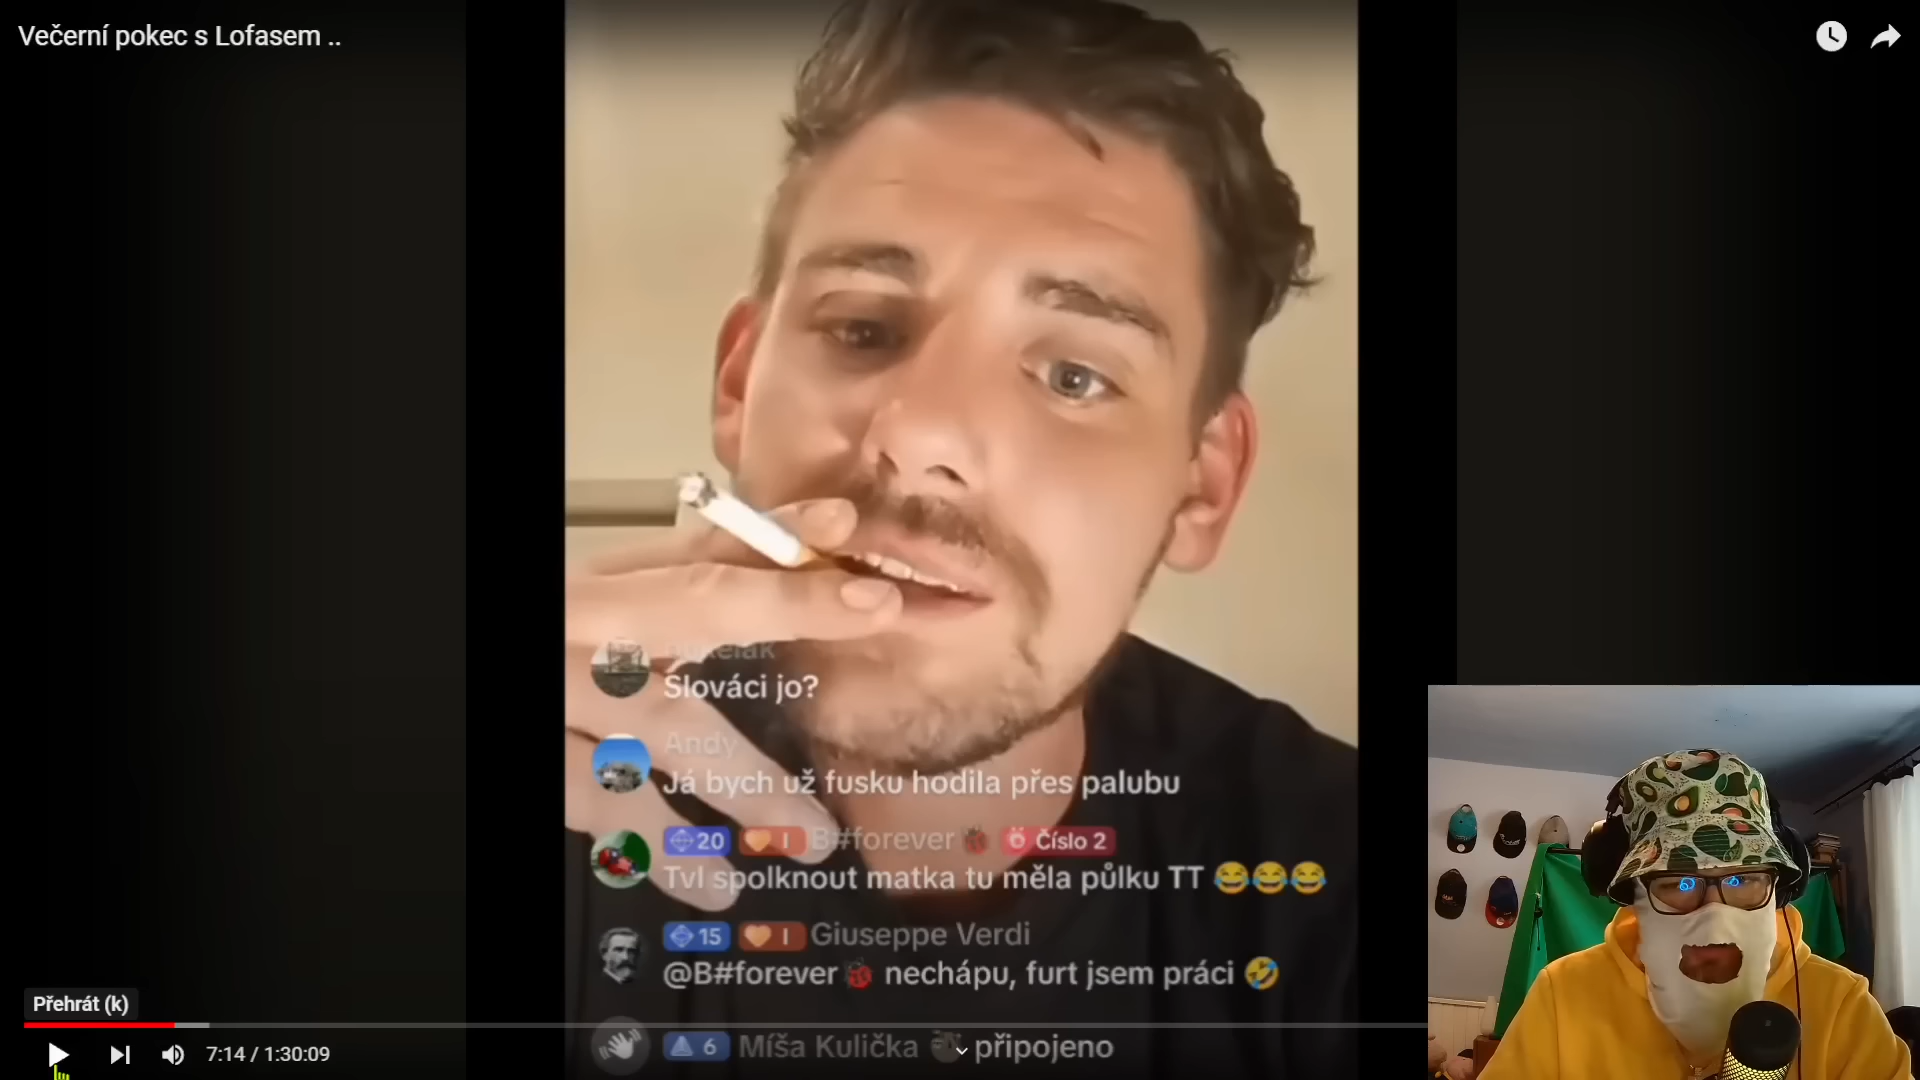 Večerní pokec s Lofasem ..
Slováci jo?
Andy
Já bych už fusku hodila přes palubu
20 I B#forever Číslo 2
Tvl spolknout matka tu měla půlku TT 😂😂😂
15 I Giuseppe Verdi
@B#forever🐞 nechápu, furt jsem práci 🤣
6 Míša Kulička připojeno
Přehrát (k)
7:14 / 1:30:09